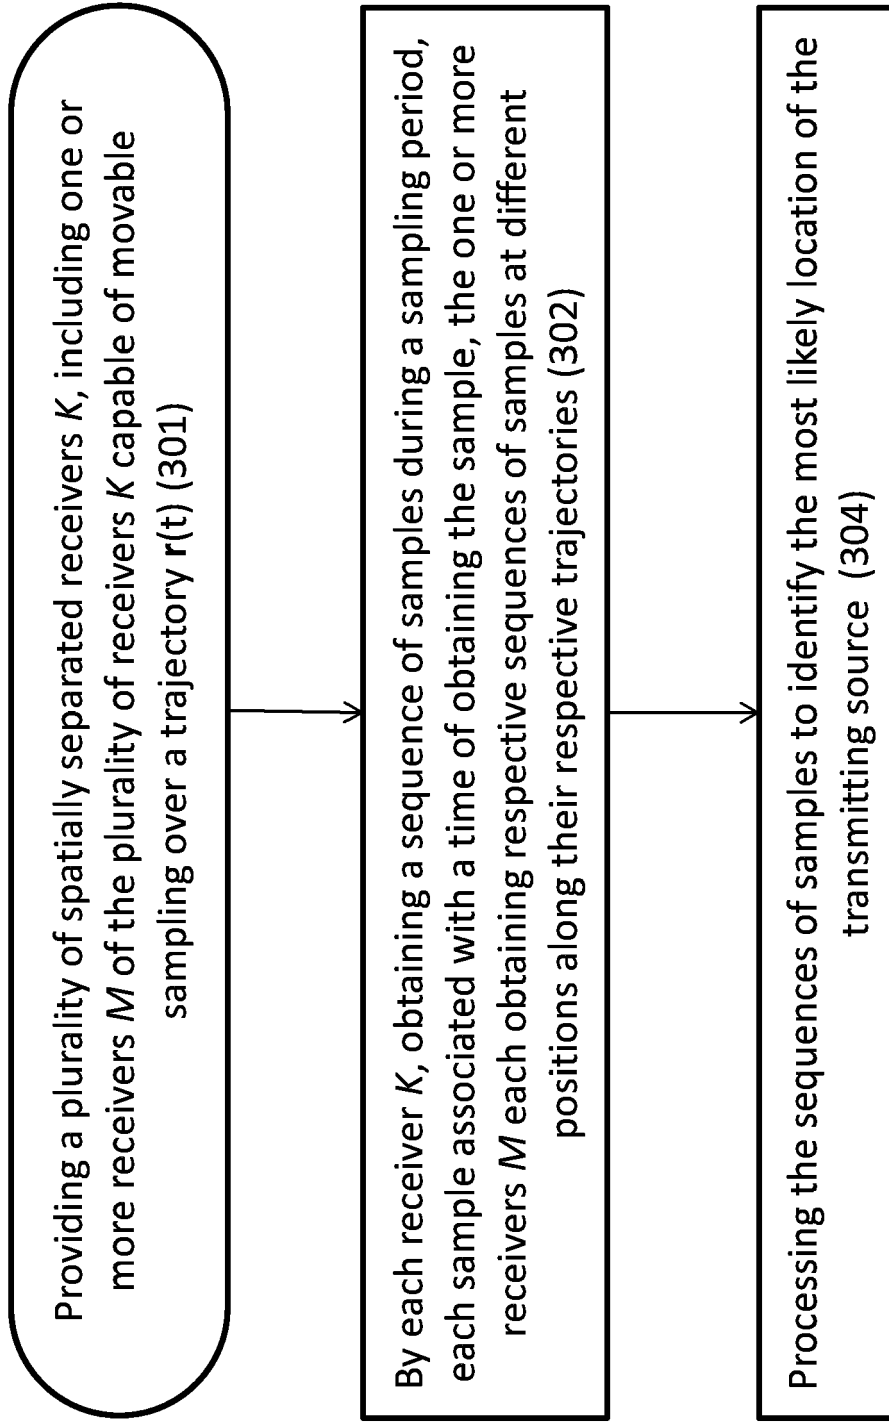 Providing a plurality of spatially separated receivers K, including one or
more receivers M of the plurality of receivers K capable of movable
sampling over a trajectory r(t) (301)
By each receiver K, obtaining a sequence of samples during a sampling period,
each sample associated with a time of obtaining the sample, the one or more
receivers M each obtaining respective sequences of samples at different
positions along their respective trajectories (302)
Processing the sequences of samples to identify the most likely location of the
transmitting source (304)